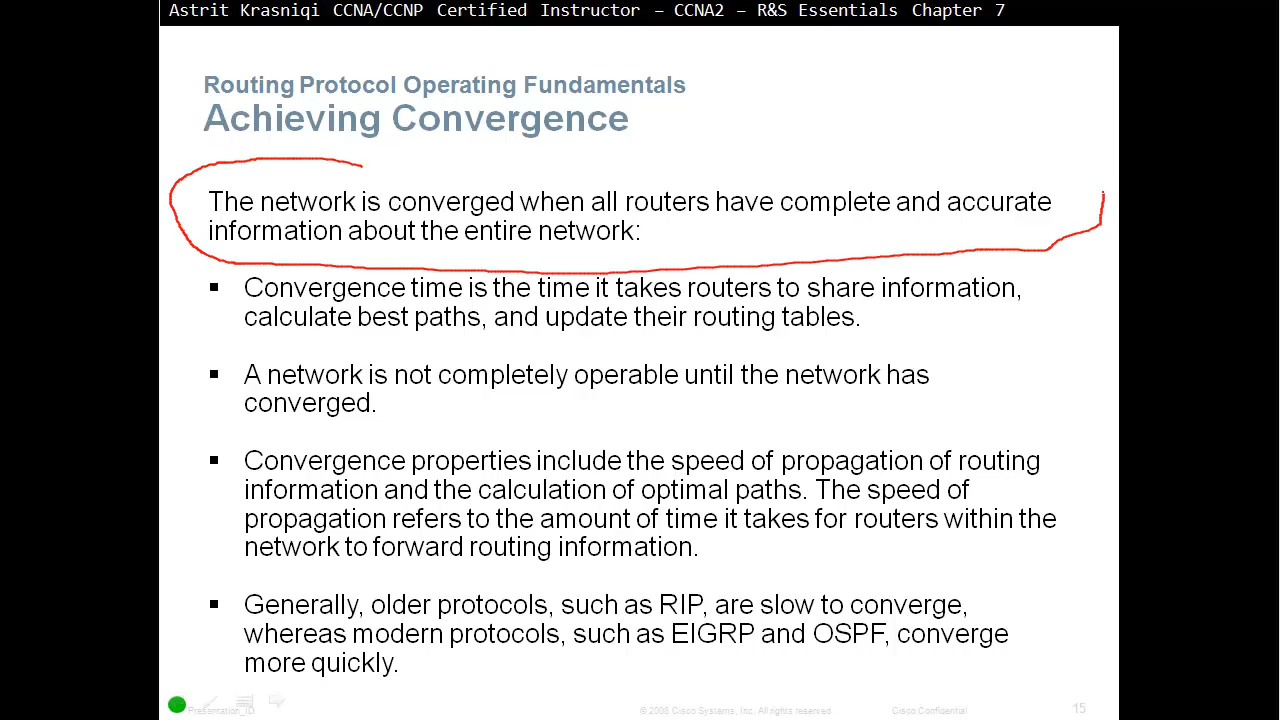 Astrit Krasniqi CCNA/CCNP Certified Instructor – CCNA2 – R&S Essentials Chapter 7
Routing Protocol Operating Fundamentals
Achieving Convergence
The network is converged when all routers have complete and accurate
information about the entire network:
▪ Convergence time is the time it takes routers to share information,
calculate best paths, and update their routing tables.
▪ A network is not completely operable until the network has
converged.
▪ Convergence properties include the speed of propagation of routing
information and the calculation of optimal paths. The speed of
propagation refers to the amount of time it takes for routers within the
network to forward routing information.
▪ Generally, older protocols, such as RIP, are slow to converge,
whereas modern protocols, such as EIGRP and OSPF, converge
more quickly.
Presentation_ID © 2008 Cisco Systems, Inc. All rights reserved. Cisco Confidential 15